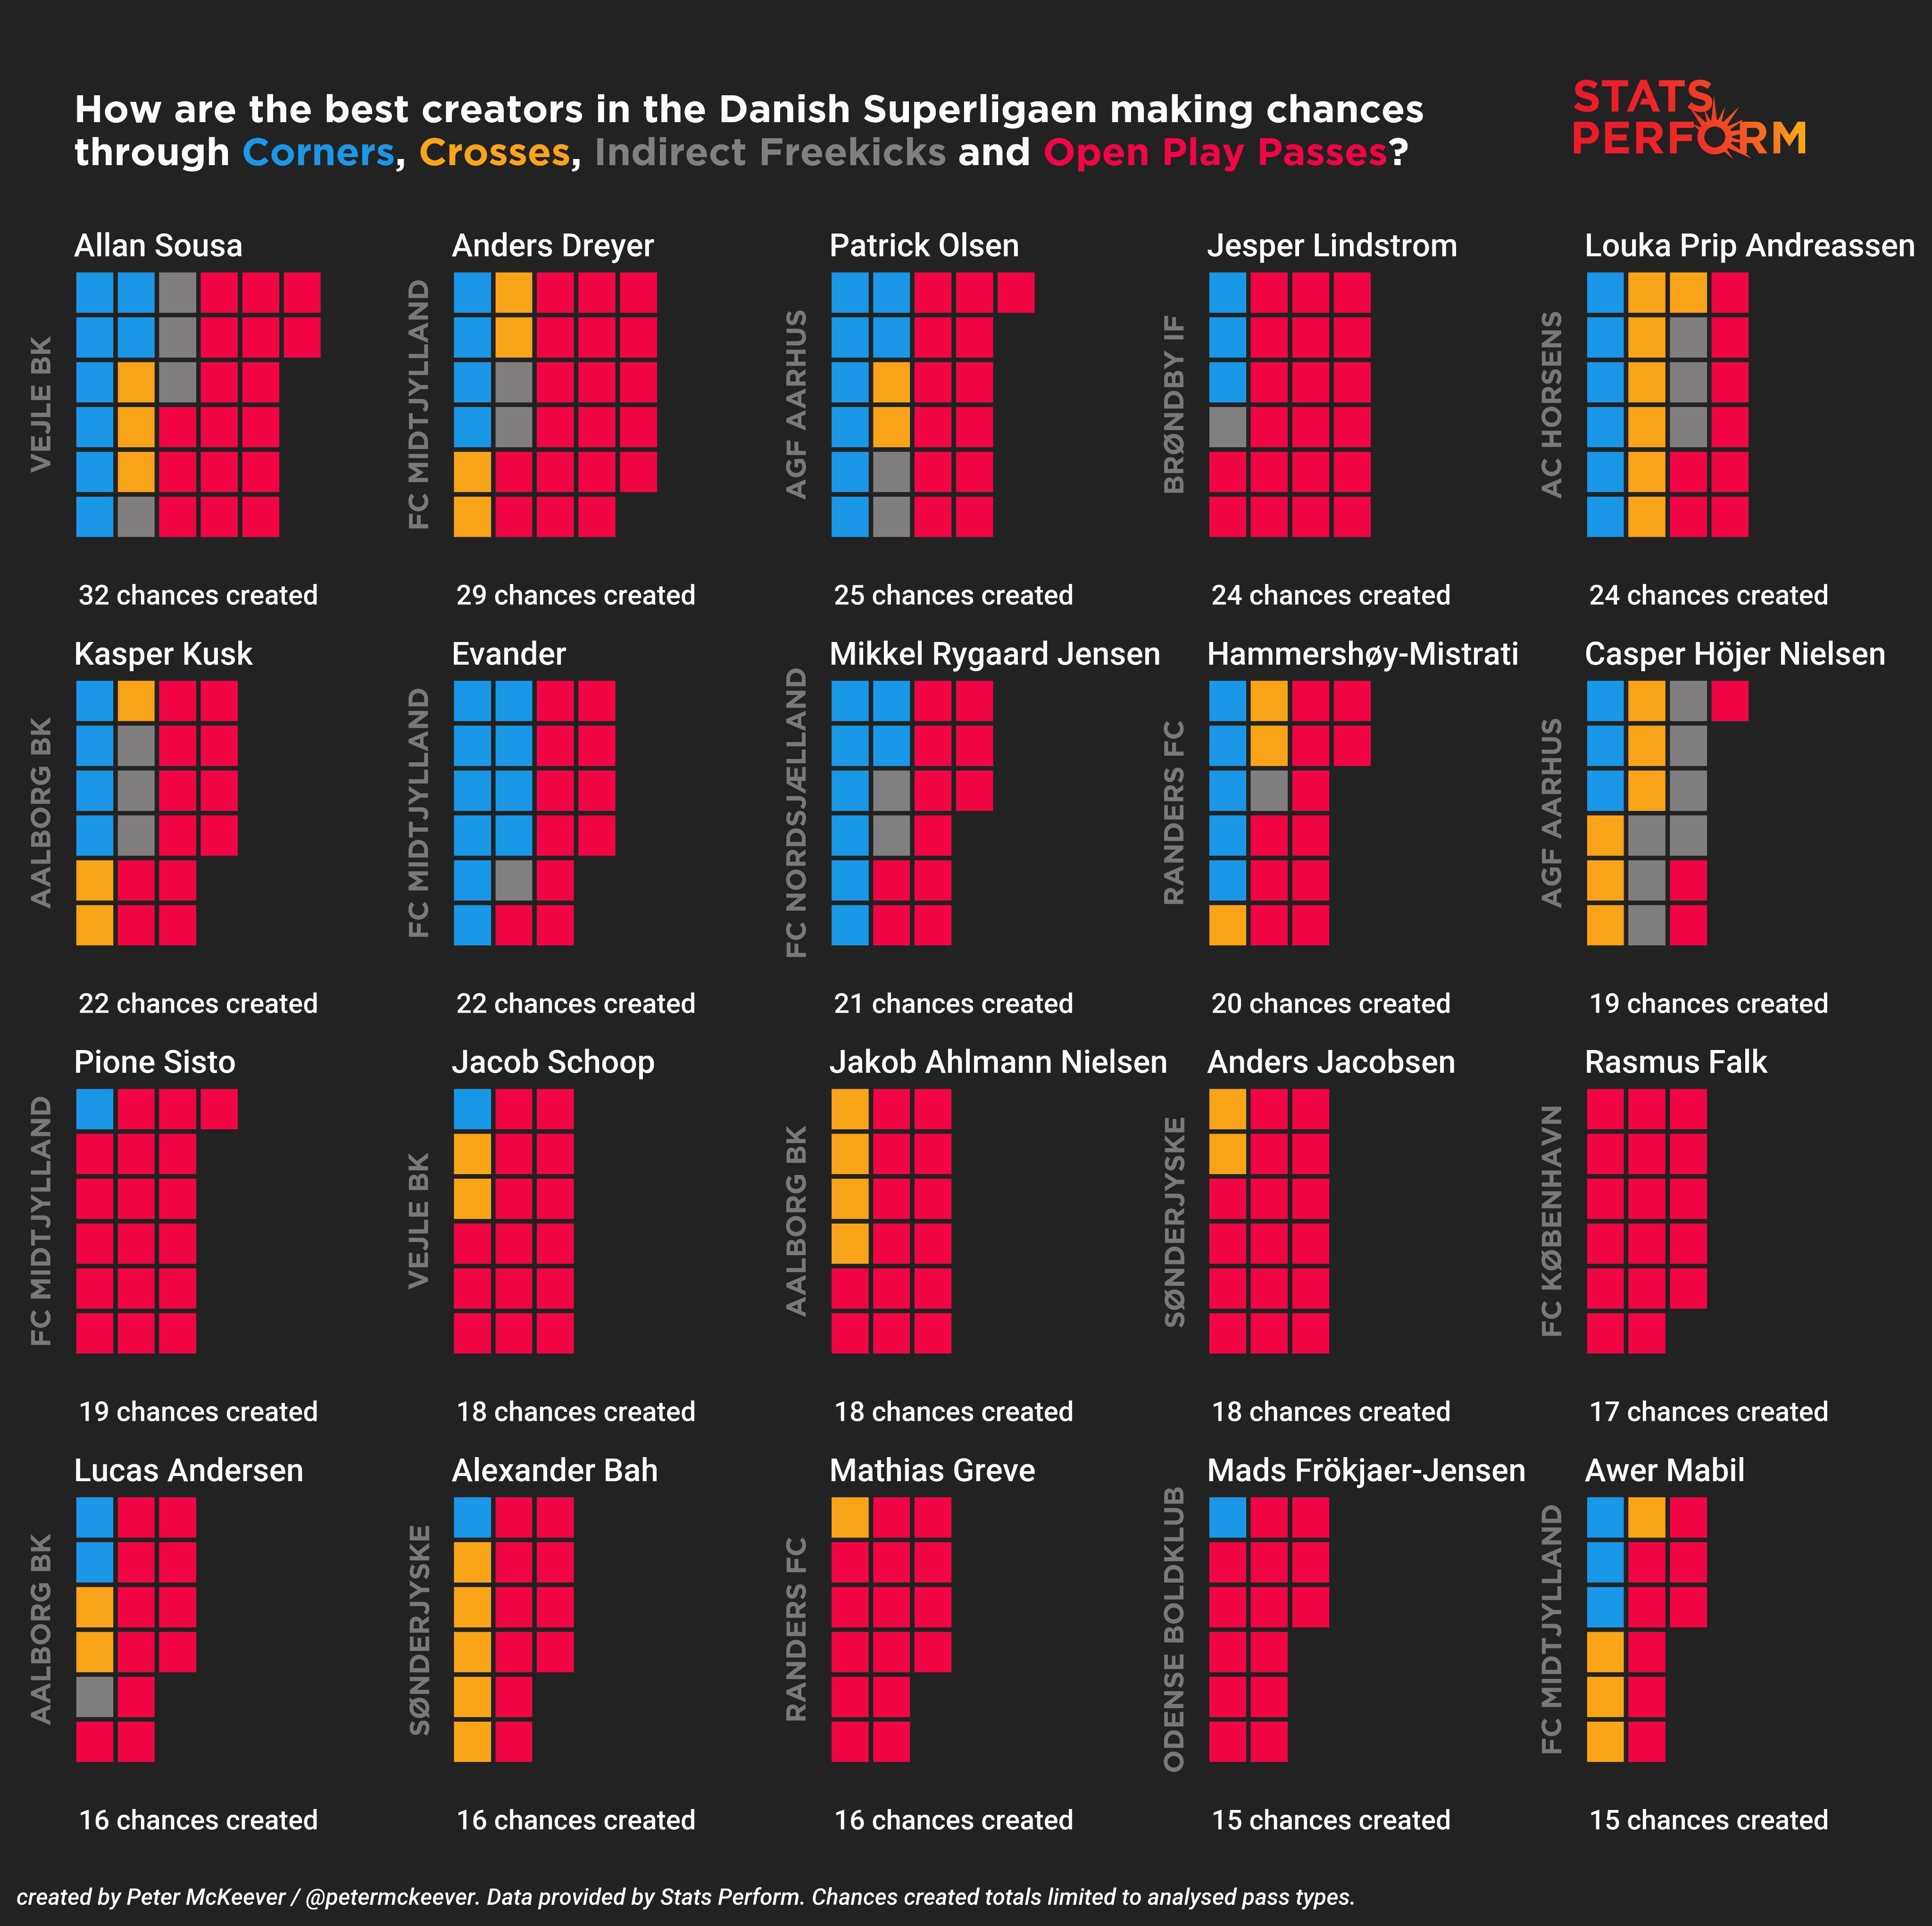 How are the best creators in the Danish Superligaen making chances
through Corners, Crosses, Indirect Freekicks and Open Play Passes?
STATS
PERFORM
Allan Sousa
VEJLE BK
32 chances created
Anders Dreyer
FC MIDTJYLLAND
29 chances created
Patrick Olsen
AGF AARHUS
25 chances created
Jesper Lindstrom
BRØNDBY IF
24 chances created
Louka Prip Andreassen
AC HORSENS
24 chances created
Kasper Kusk
AALBORG BK
22 chances created
Evander
FC MIDTJYLLAND
22 chances created
Mikkel Rygaard Jensen
FC NORDSJÆLLAND
21 chances created
Hammershøy-Mistrati
RANDERS FC
20 chances created
Casper Höjer Nielsen
AGF AARHUS
19 chances created
Pione Sisto
FC MIDTJYLLAND
19 chances created
Jacob Schoop
VEJLE BK
18 chances created
Jakob Ahlmann Nielsen
AALBORG BK
18 chances created
Anders Jacobsen
SØNDERJYSKE
18 chances created
Rasmus Falk
FC KØBENHAVN
17 chances created
Lucas Andersen
AALBORG BK
16 chances created
Alexander Bah
SØNDERJYSKE
16 chances created
Mathias Greve
RANDERS FC
16 chances created
Mads Frökjaer-Jensen
ODENSE BOLDKLUB
15 chances created
Awer Mabil
FC MIDTJYLLAND
15 chances created
created by Peter McKeever / @petermckeever. Data provided by Stats Perform. Chances created totals limited to analysed pass types.